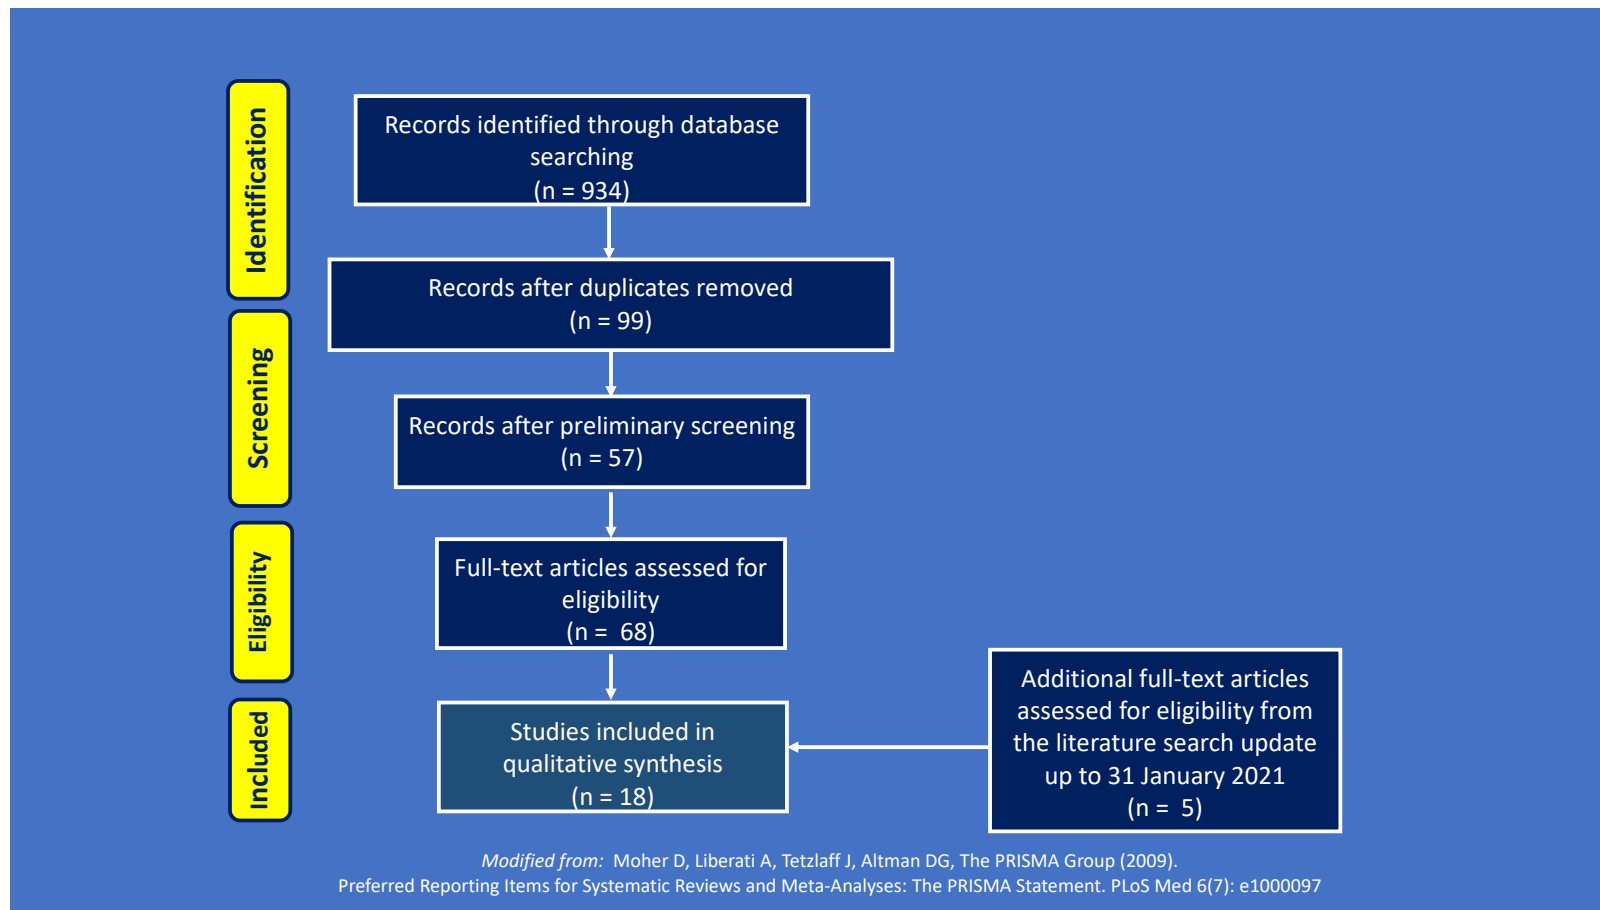 Identification
Records identified through database
searching
(n = 934)
Records after duplicates removed
(n = 99)
Screening
Records after preliminary screening
(n = 57)
Eligibility
Full-text articles assessed for
eligibility
(n =  68)
Included
Studies included in
qualitative synthesis
(n = 18)
Additional full-text articles
assessed for eligibility from
the literature search update
up to 31 January 2021
(n =  5)
Modified from:  Moher D, Liberati A, Tetzlaff J, Altman DG, The PRISMA Group (2009).
Preferred Reporting Items for Systematic Reviews and Meta-Analyses: The PRISMA Statement. PLoS Med 6(7): e1000097